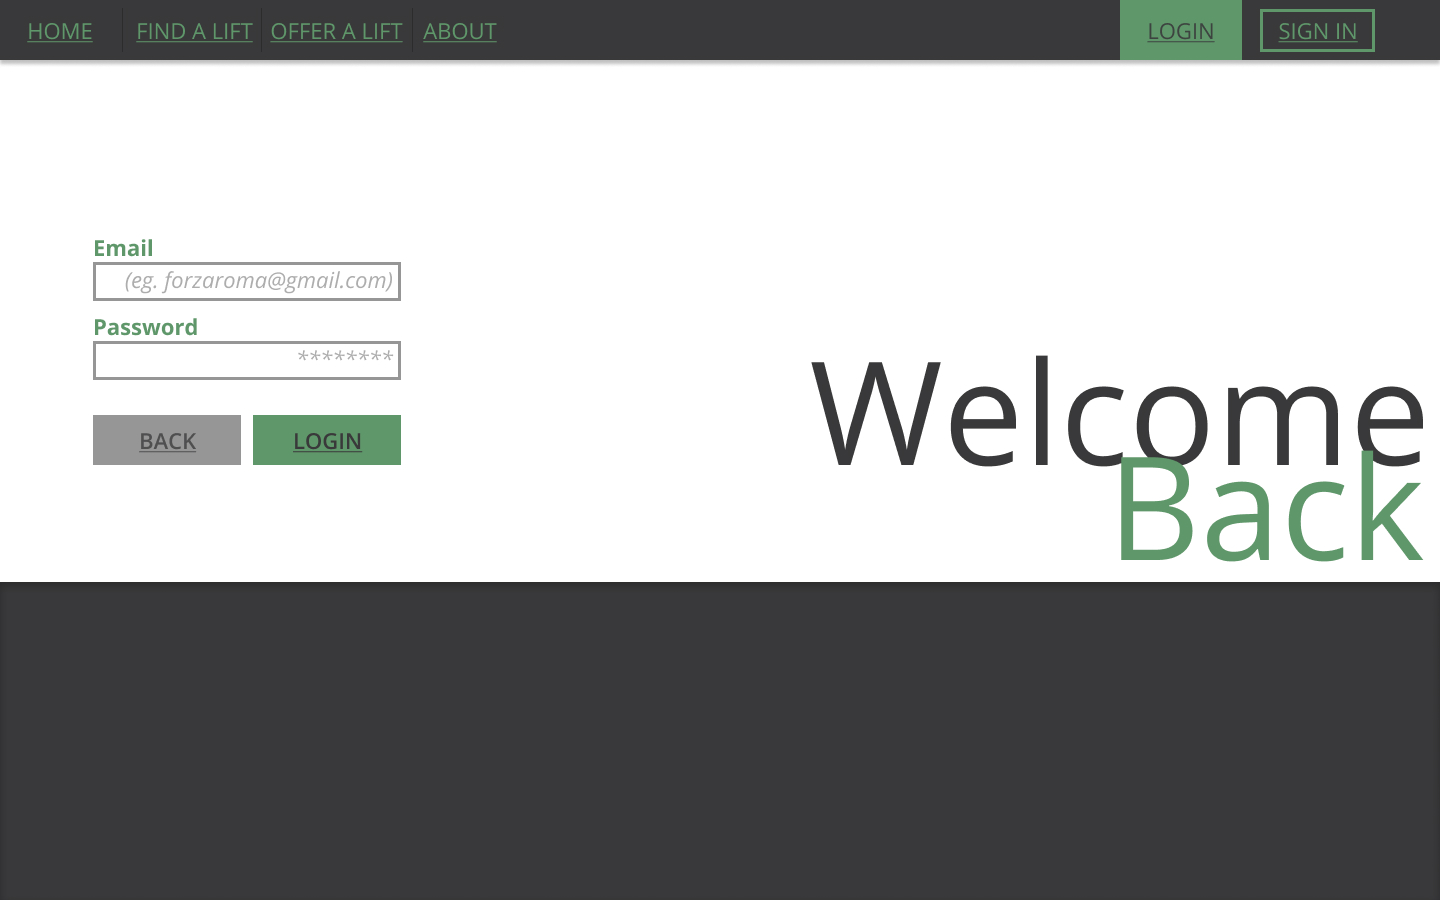 HOME FIND A LIFT OFFER A LIFT ABOUT LOGIN SIGN IN
Email
(eg. forzaroma@gmail.com)
Password
********
BACK LOGIN
Welcome
Back